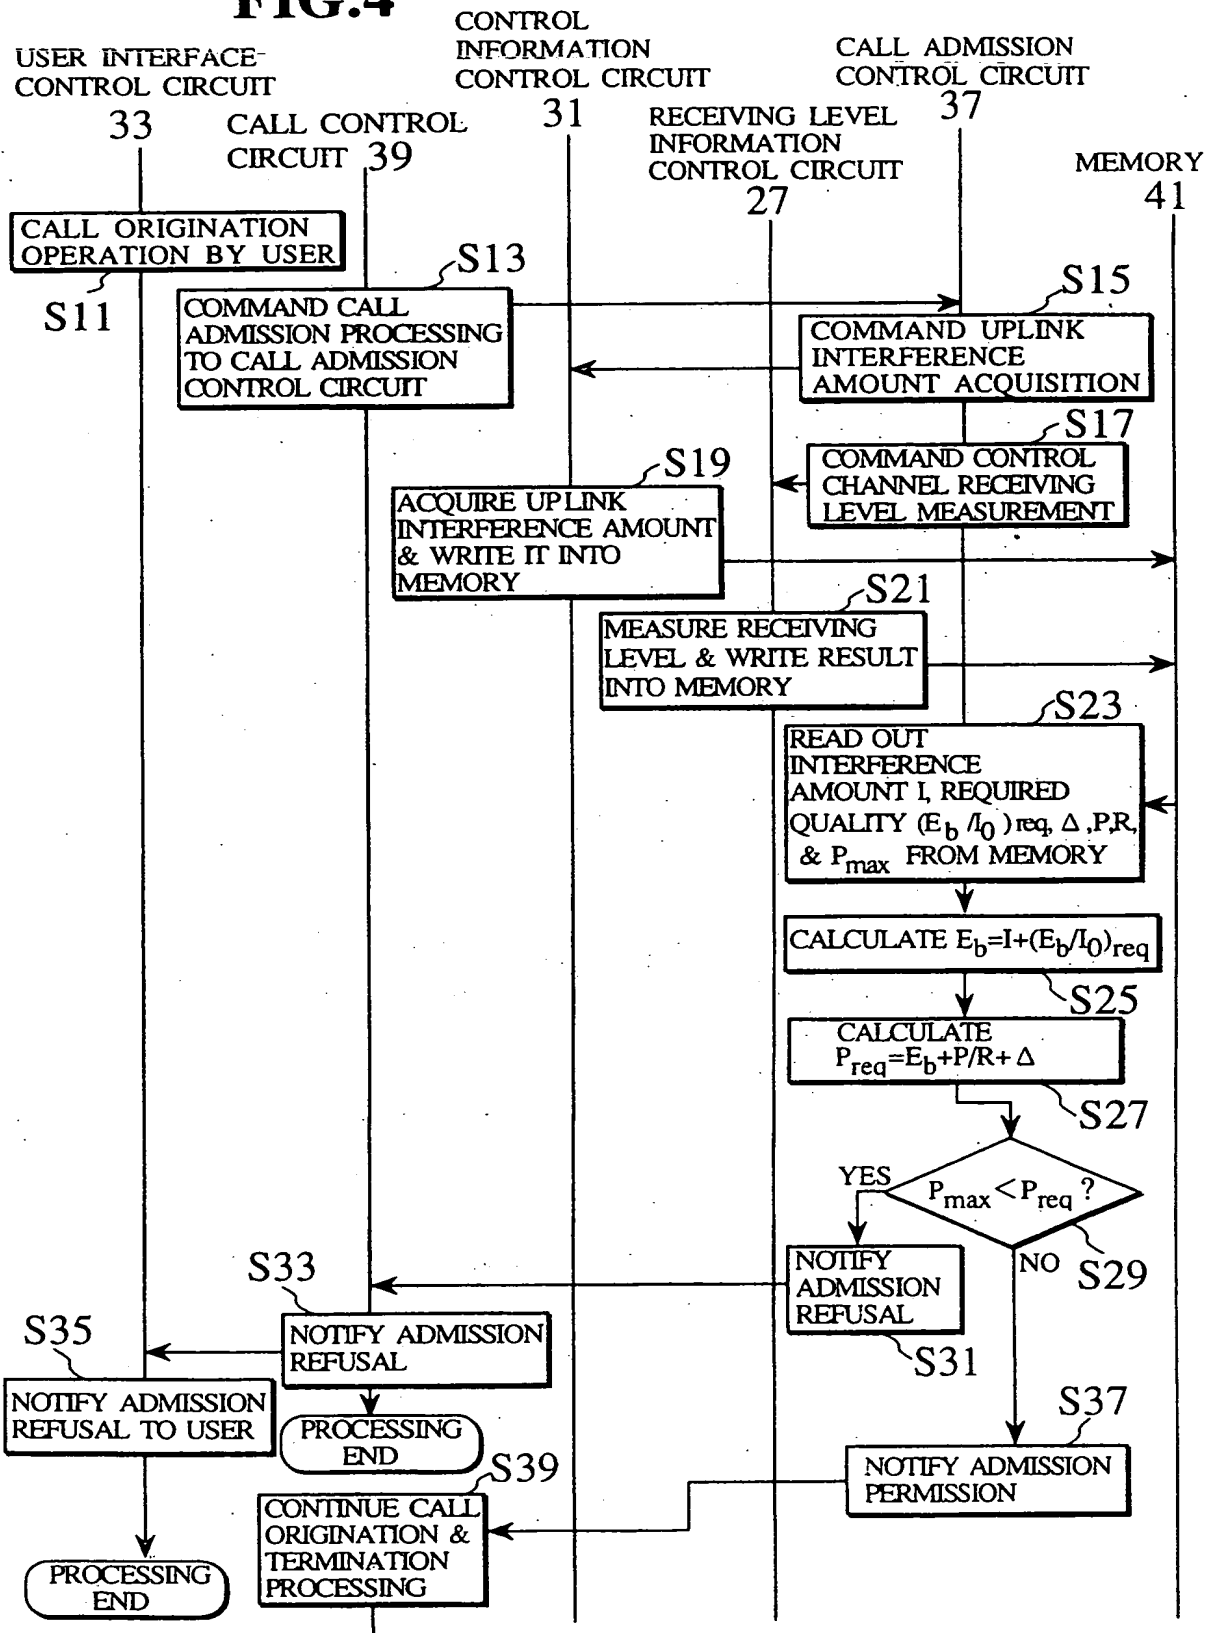 FIG.4
USER INTERFACE-
CONTROL CIRCUIT
33
CALL CONTROL
CIRCUIT 39
CONTROL
INFORMATION
CONTROL CIRCUIT
31
RECEIVING LEVEL
INFORMATION
CONTROL CIRCUIT
27
CALL ADMISSION
CONTROL CIRCUIT
37
MEMORY
41
CALL ORIGINATION
OPERATION BY USER
S11
S13
COMMAND CALL
ADMISSION PROCESSING
TO CALL ADMISSION
CONTROL CIRCUIT
S15
COMMAND UPLINK
INTERFERENCE
AMOUNT ACQUISITION
S17
COMMAND CONTROL
CHANNEL RECEIVING
LEVEL MEASUREMENT
S19
ACQUIRE UPLINK
INTERFERENCE AMOUNT
& WRITE IT INTO
MEMORY
S21
MEASURE RECEIVING
LEVEL & WRITE RESULT
INTO MEMORY
S23
READ OUT
INTERFERENCE
AMOUNT I, REQUIRED
QUALITY (Eb/I0)req, Δ,P,R,
& Pmax FROM MEMORY
CALCULATE Eb=I+(Eb/I0)req
S25
CALCULATE
Preq=Eb+P/R+Δ
S27
YES
Pmax<Preq ?
NO
S29
NOTIFY
ADMISSION
REFUSAL
S31
S33
NOTIFY ADMISSION
REFUSAL
S35
NOTIFY ADMISSION
REFUSAL TO USER
PROCESSING
END
S37
NOTIFY ADMISSION
PERMISSION
S39
CONTINUE CALL
ORIGINATION &
TERMINATION
PROCESSING
PROCESSING
END